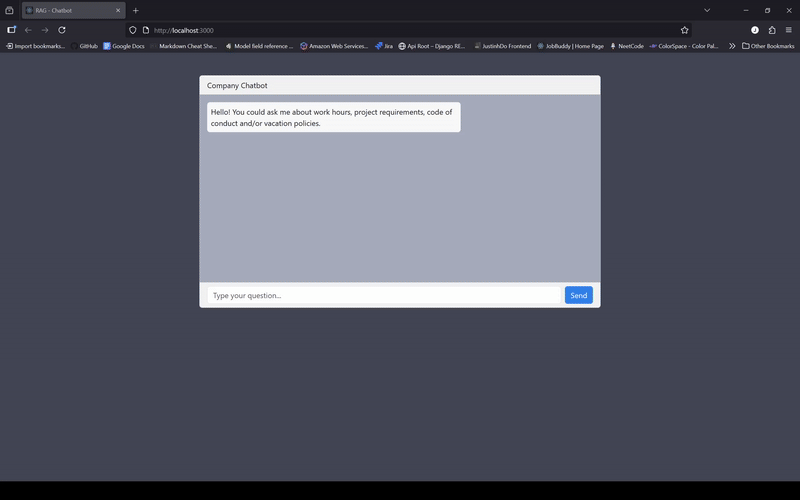 RAG - Chatbot
http://localhost:3000
Import bookmarks...
GitHub
Google Docs
Markdown Cheat She...
Model field reference ...
Amazon Web Services...
Jira
Api Root – Django RE...
JustinhDo Frontend
JobBuddy | Home Page
NeetCode
ColorSpace - Color Pal...
Other Bookmarks
Company Chatbot
Hello! You could ask me about work hours, project requirements, code of
conduct and/or vacation policies.
Type your question...
Send